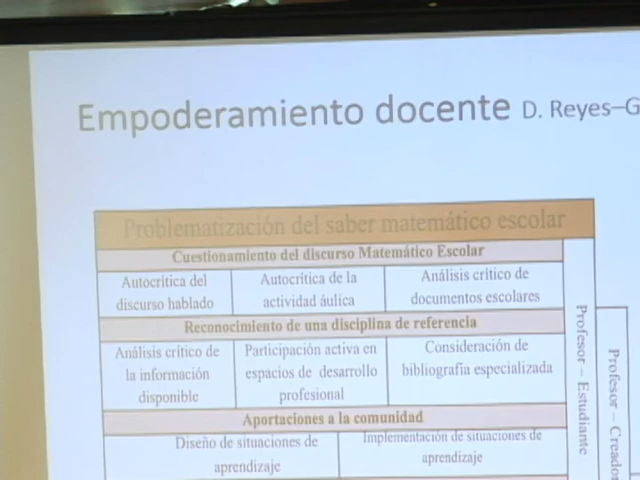 Empoderamiento docente D. Reyes–G
Problematización del saber matemático escolar
Cuestionamiento del discurso Matemático Escolar
Autocrítica del discurso hablado
Autocrítica de la actividad áulica
Análisis crítico de documentos escolares
Reconocimiento de una disciplina de referencia
Análisis crítico de la información disponible
Participación activa en espacios de desarrollo profesional
Consideración de bibliografía especializada
Aportaciones a la comunidad
Diseño de situaciones de aprendizaje
Implementación de situaciones de aprendizaje
Profesor – Estudiante
Profesor – Creado